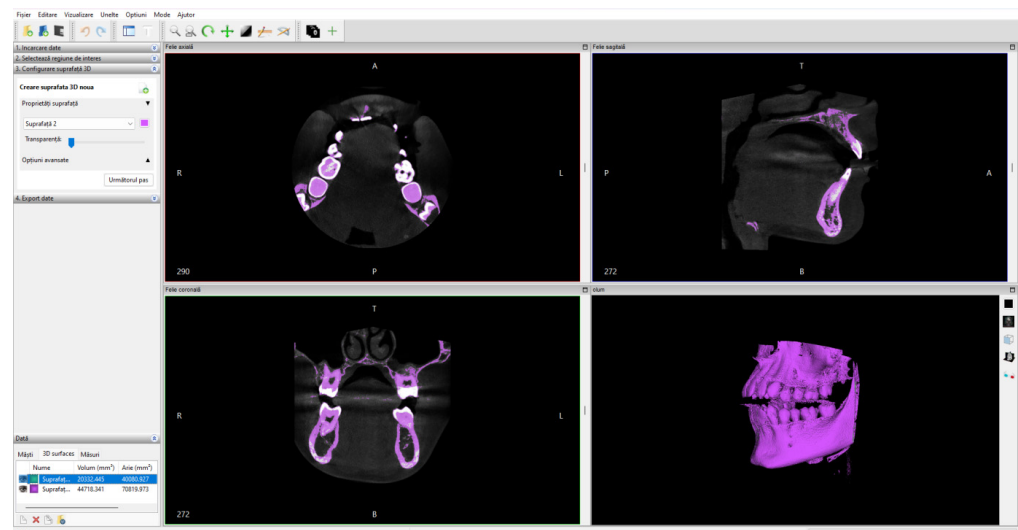 Fișier Editare Vizualizare Unelte Opțiuni Mode Ajutor
1. Incarcare date
2. Selectează regiune de interes
3. Configurare suprafață 3D
Creare suprafata 3D noua
Proprietăți suprafață
Suprafață 2
Transparență:
Opțiuni avansate
Următorul pas
4. Export date
Dată
Măști 3D surfaces Măsuri
Nume Volum (mm³) Arie (mm²)
Suprafaț... 20332.445 40080.927
Suprafaț... 44718.341 70819.973
Felie axială
A
R
L
290
P
Felie sagitală
T
P
A
272
B
Felie coronală
T
R
L
272
B
olum